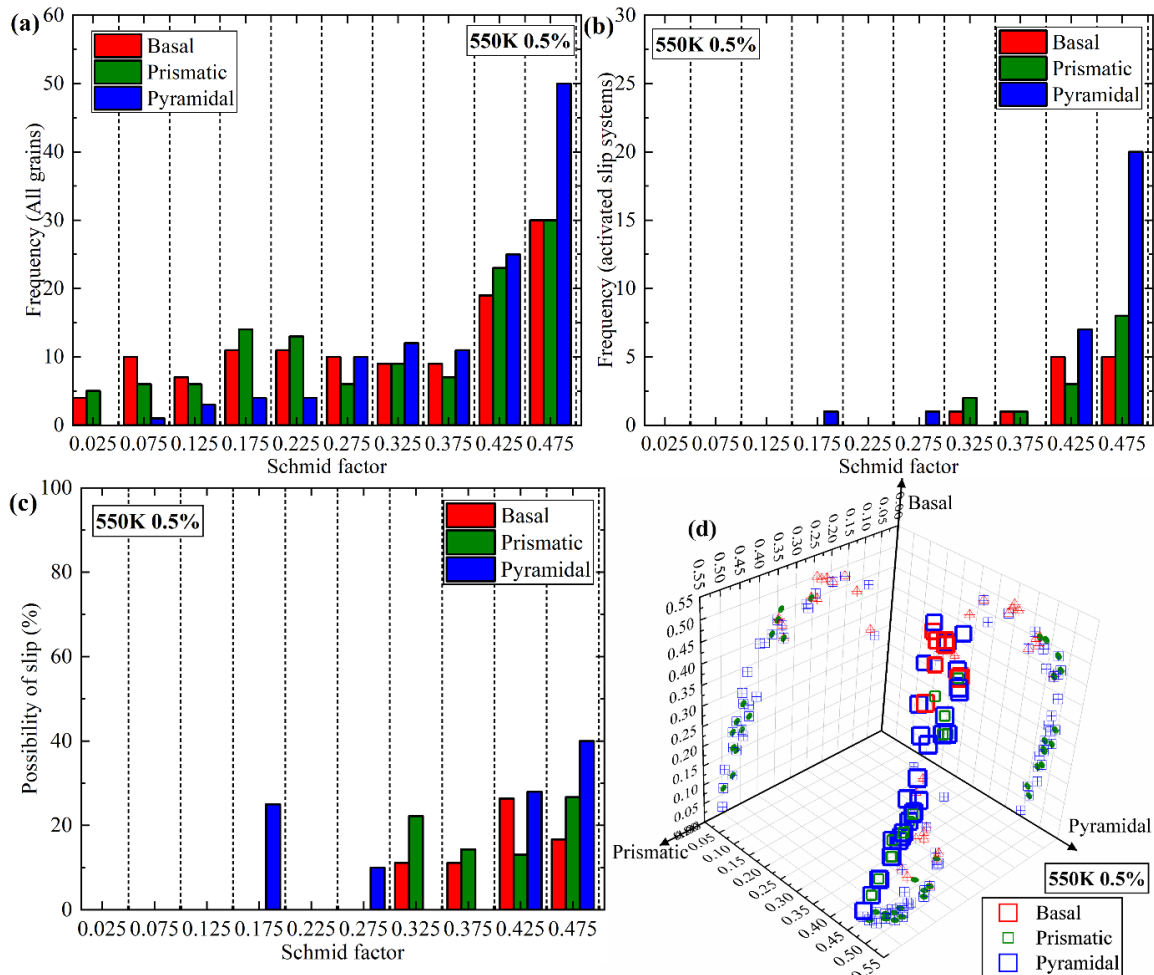 (a)
550K 0.5%
Basal
Prismatic
Pyramidal
Frequency (All grains)
60
50
40
30
20
10
0
0.025 0.075 0.125 0.175 0.225 0.275 0.325 0.375 0.425 0.475
Schmid factor
(b)
550K 0.5%
Basal
Prismatic
Pyramidal
Frequency (activated slip systems)
30
25
20
15
10
5
0
0.025 0.075 0.125 0.175 0.225 0.275 0.325 0.375 0.425 0.475
Schmid factor
(c)
550K 0.5%
Basal
Prismatic
Pyramidal
Possibility of slip (%)
100
80
60
40
20
0
0.025 0.075 0.125 0.175 0.225 0.275 0.325 0.375 0.425 0.475
Schmid factor
(d)
Basal
0.55 0.50 0.45 0.40 0.35 0.30 0.25 0.20 0.15 0.10 0.05 0.00
0.55
0.50
0.45
0.40
0.35
0.30
0.25
0.20
0.15
0.10
0.05
Prismatic
0.05
0.10
0.15
0.20
0.25
0.30
0.35
0.40
0.45
0.50
0.55
Pyramidal
550K 0.5%
Basal
Prismatic
Pyramidal